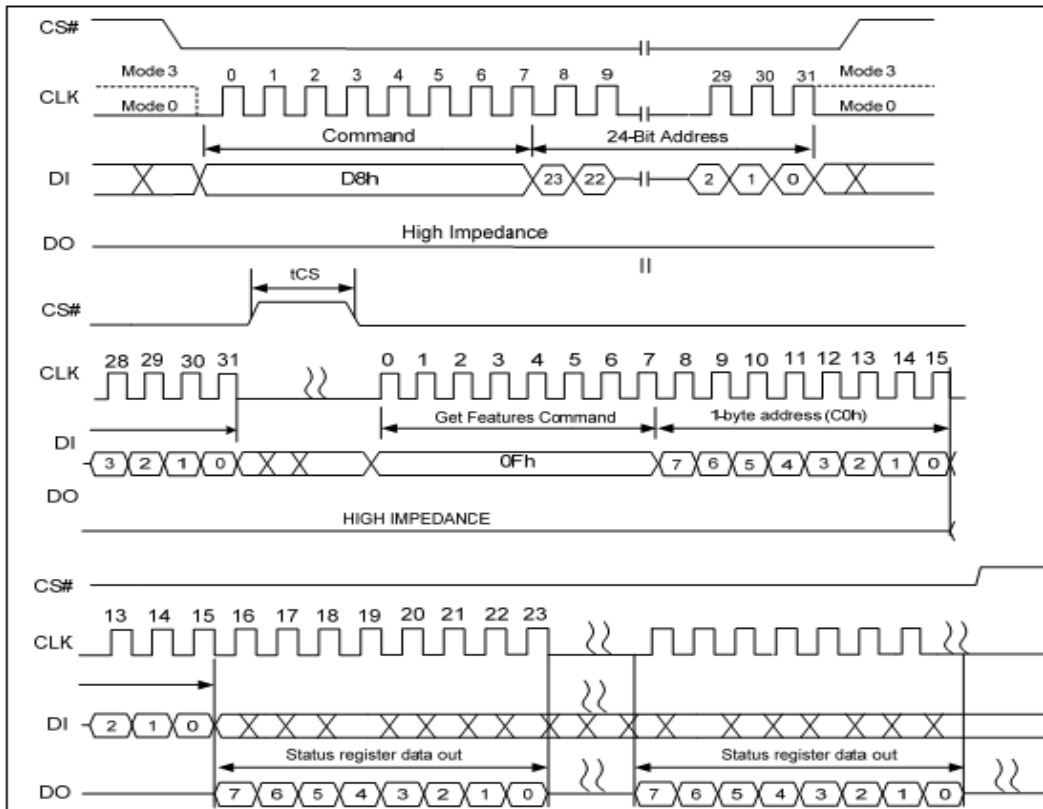 CS#
Mode 3 0 1 2 3 4 5 6 7 8 9 29 30 31 Mode 3
CLK
Mode 0 Mode 0
Command 24-Bit Address
DI D8h 23 22 2 1 0
High Impedance
DO
tCS
CS#
28 29 30 31 0 1 2 3 4 5 6 7 8 9 10 11 12 13 14 15
CLK
Get Features Command 1-byte address (C0h)
DI
3 2 1 0 0Fh 7 6 5 4 3 2 1 0
DO
HIGH IMPEDANCE
CS#
13 14 15 16 17 18 19 20 21 22 23
CLK
DI 2 1 0
Status register data out Status register data out
DO 7 6 5 4 3 2 1 0 7 6 5 4 3 2 1 0